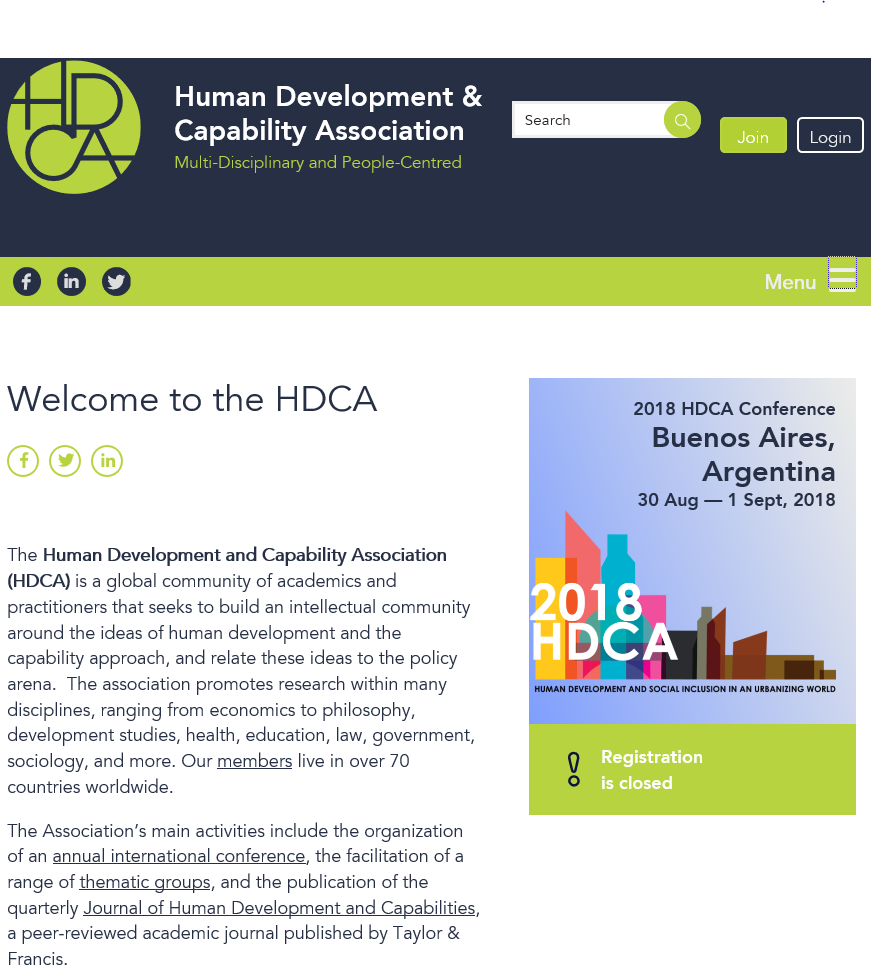 HDCA
Human Development &
Capability Association
Multi-Disciplinary and People-Centred
Search
Join
Login
Menu
Welcome to the HDCA
The Human Development and Capability Association
(HDCA) is a global community of academics and
practitioners that seeks to build an intellectual community
around the ideas of human development and the
capability approach, and relate these ideas to the policy
arena.  The association promotes research within many
disciplines, ranging from economics to philosophy,
development studies, health, education, law, government,
sociology, and more. Our members live in over 70
countries worldwide.
The Association’s main activities include the organization
of an annual international conference, the facilitation of a
range of thematic groups, and the publication of the
quarterly Journal of Human Development and Capabilities,
a peer-reviewed academic journal published by Taylor &
Francis.
2018 HDCA Conference
Buenos Aires,
Argentina
30 Aug — 1 Sept, 2018
2018
HDCA
HUMAN DEVELOPMENT AND SOCIAL INCLUSION IN AN URBANIZING WORLD
Registration
is closed